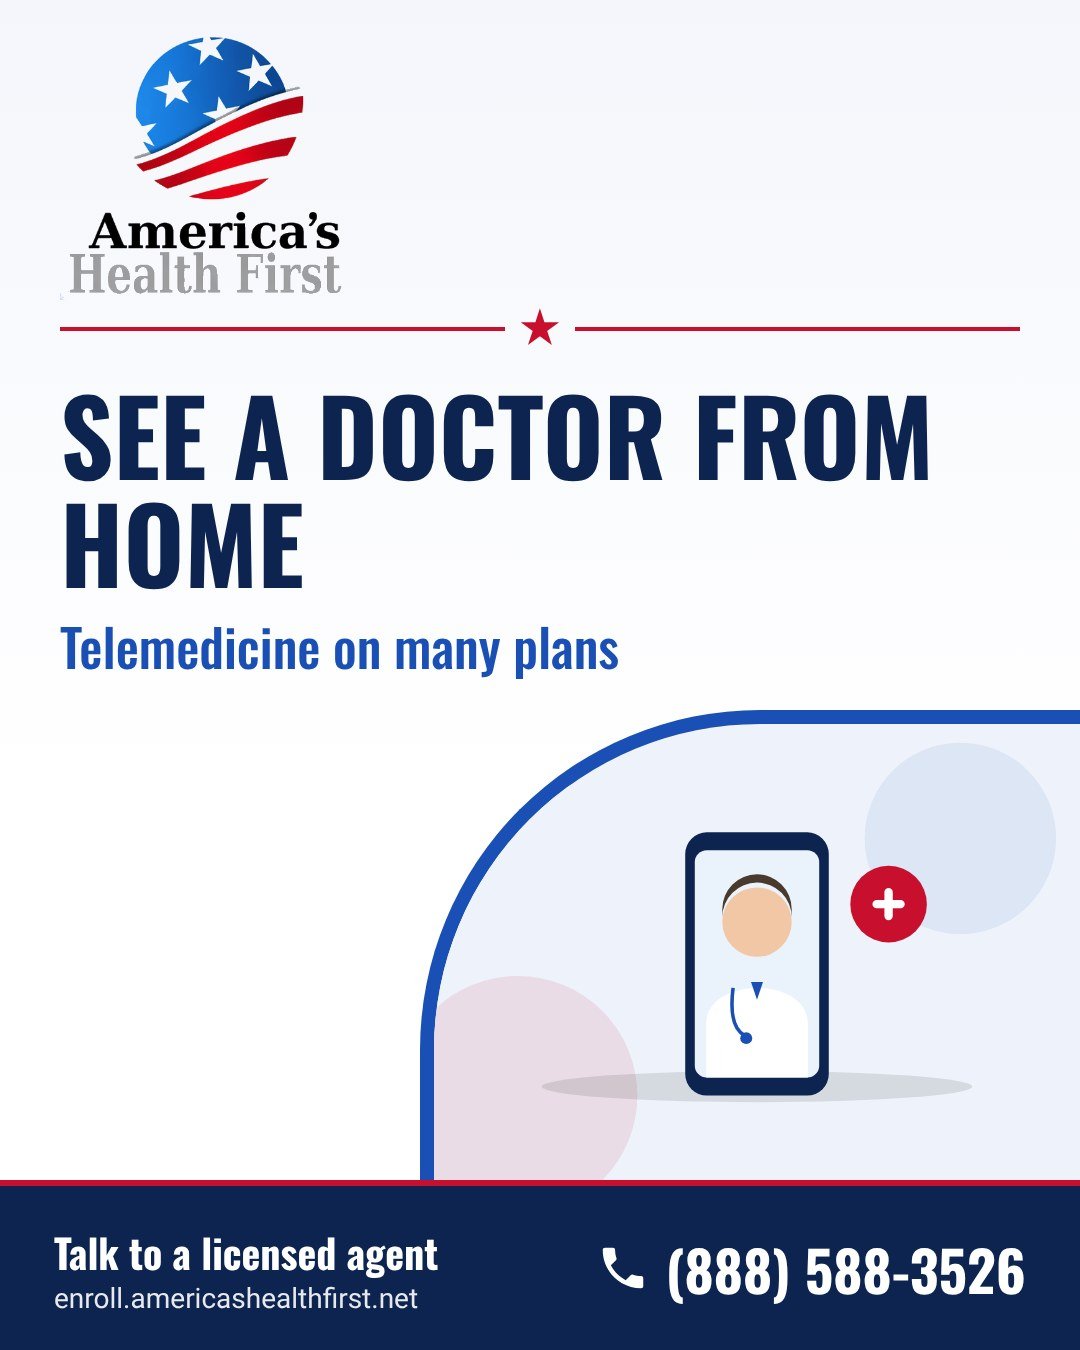 America’s
Health First
SEE A DOCTOR FROM
HOME
Telemedicine on many plans
Talk to a licensed agent
enroll.americashealthfirst.net
(888) 588-3526